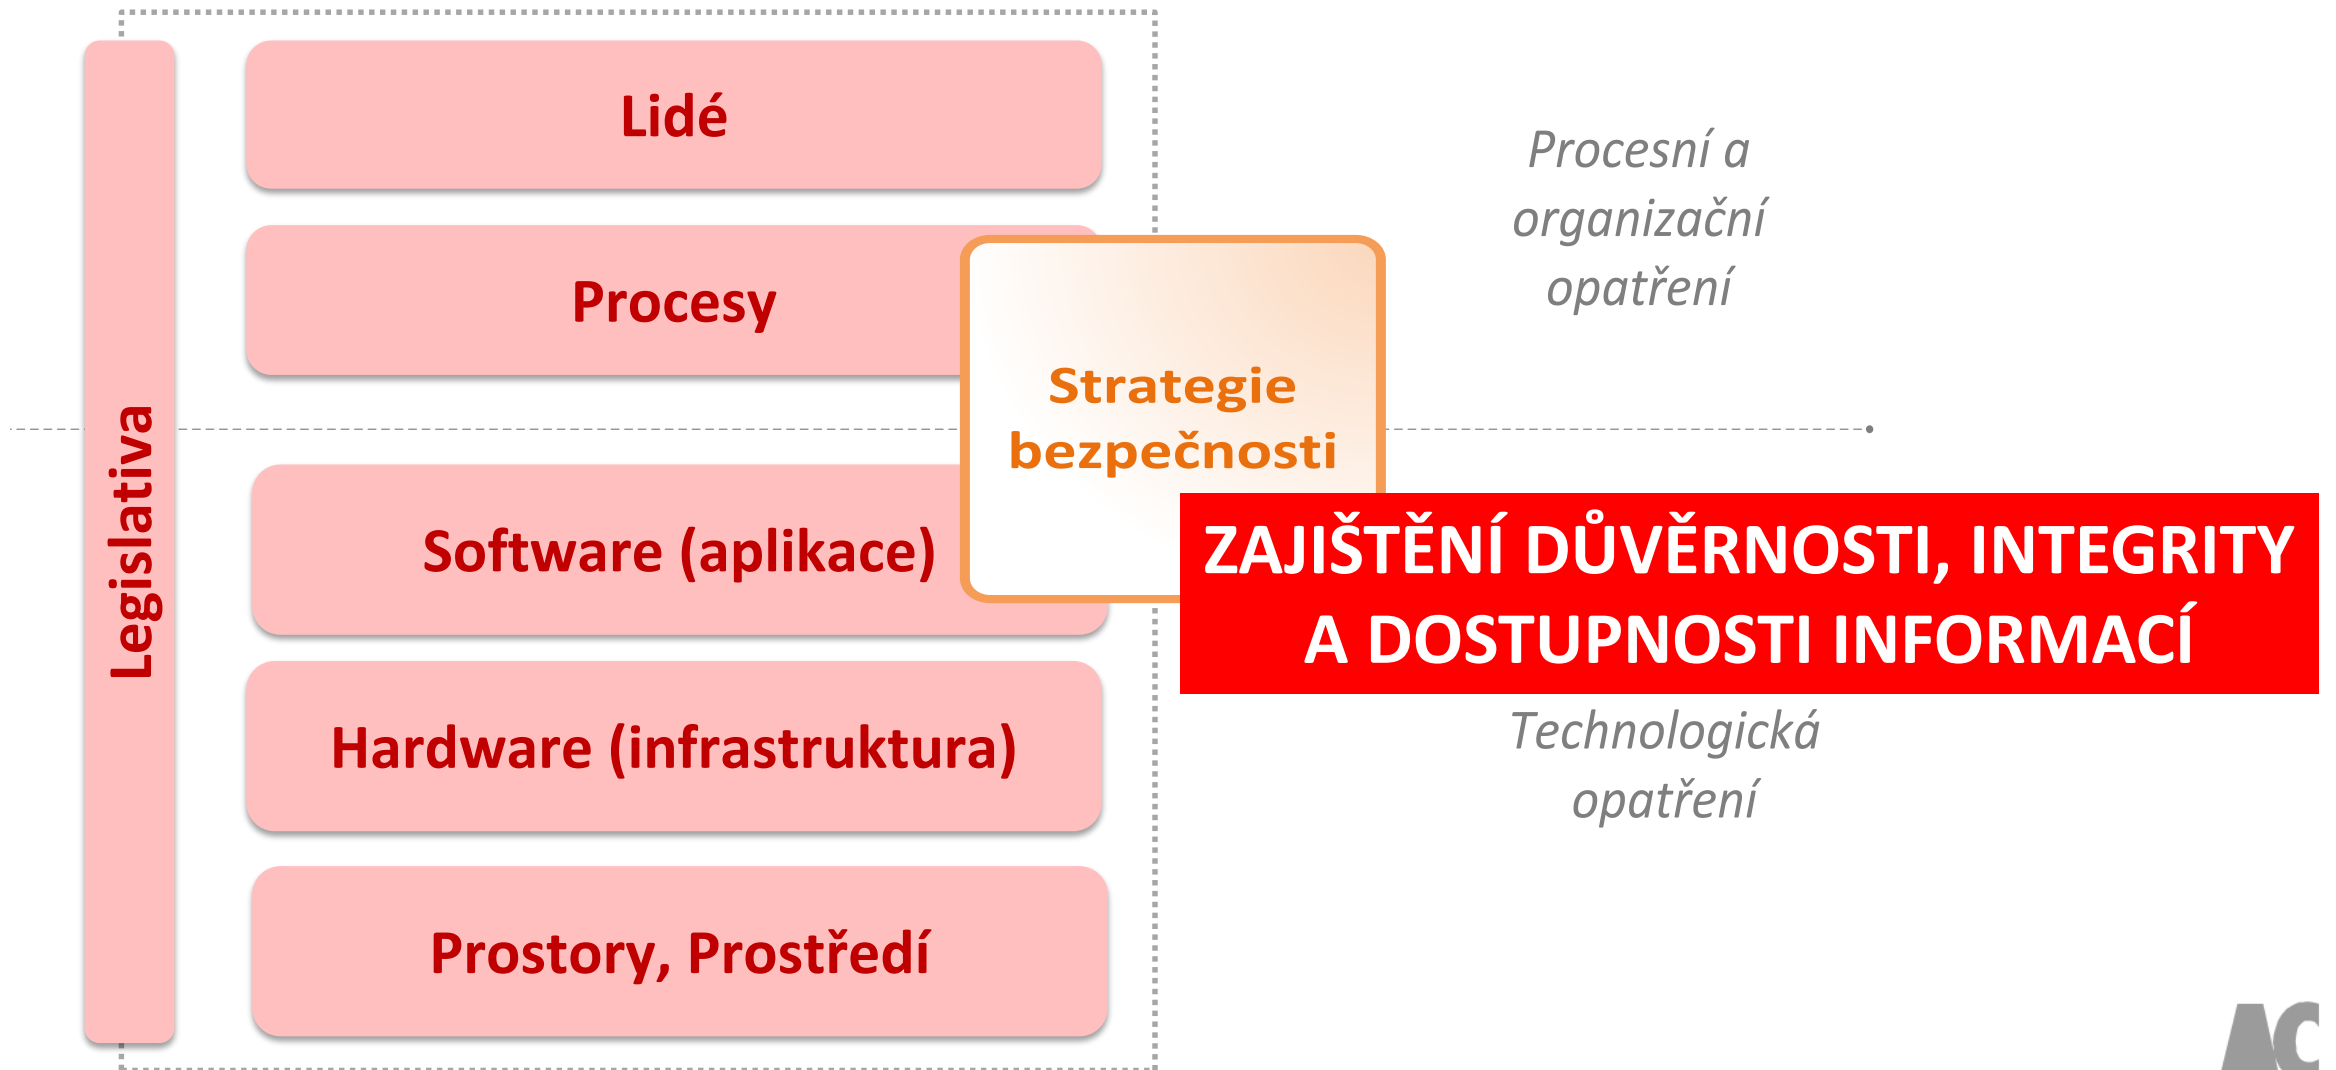 Legislativa
Lidé
Procesy
Software (aplikace)
Hardware (infrastruktura)
Prostory, Prostředí
Strategie
bezpečnosti
Procesní a
organizační
opatření
ZAJIŠTĚNÍ DŮVĚRNOSTI, INTEGRITY
A DOSTUPNOSTI INFORMACÍ
Technologická
opatření
AC